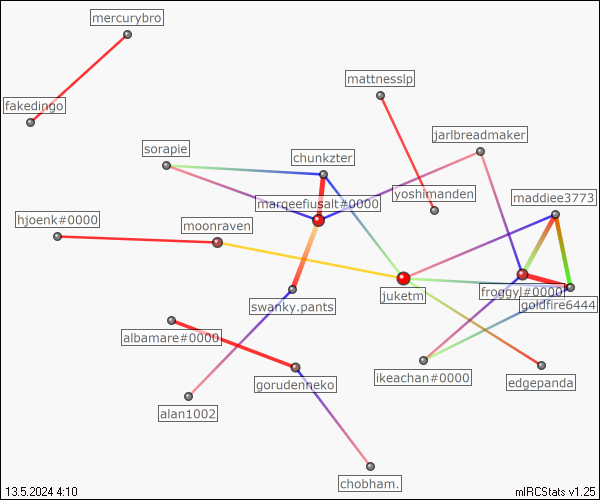 mercurybro
mattnesslp
fakedingo
jarlbreadmaker
sorapie
chunkzter
yoshimanden
maddiee3773
marqeefiusalt#0000
hjoenk#0000
moonraven
juketm
froggyl#0000
goldfire6444
swanky.pants
albamare#0000
ikeachan#0000
edgepanda
gorudenneko
alan1002
chobham.
13.5.2024 4:10
mIRCStats v1.25